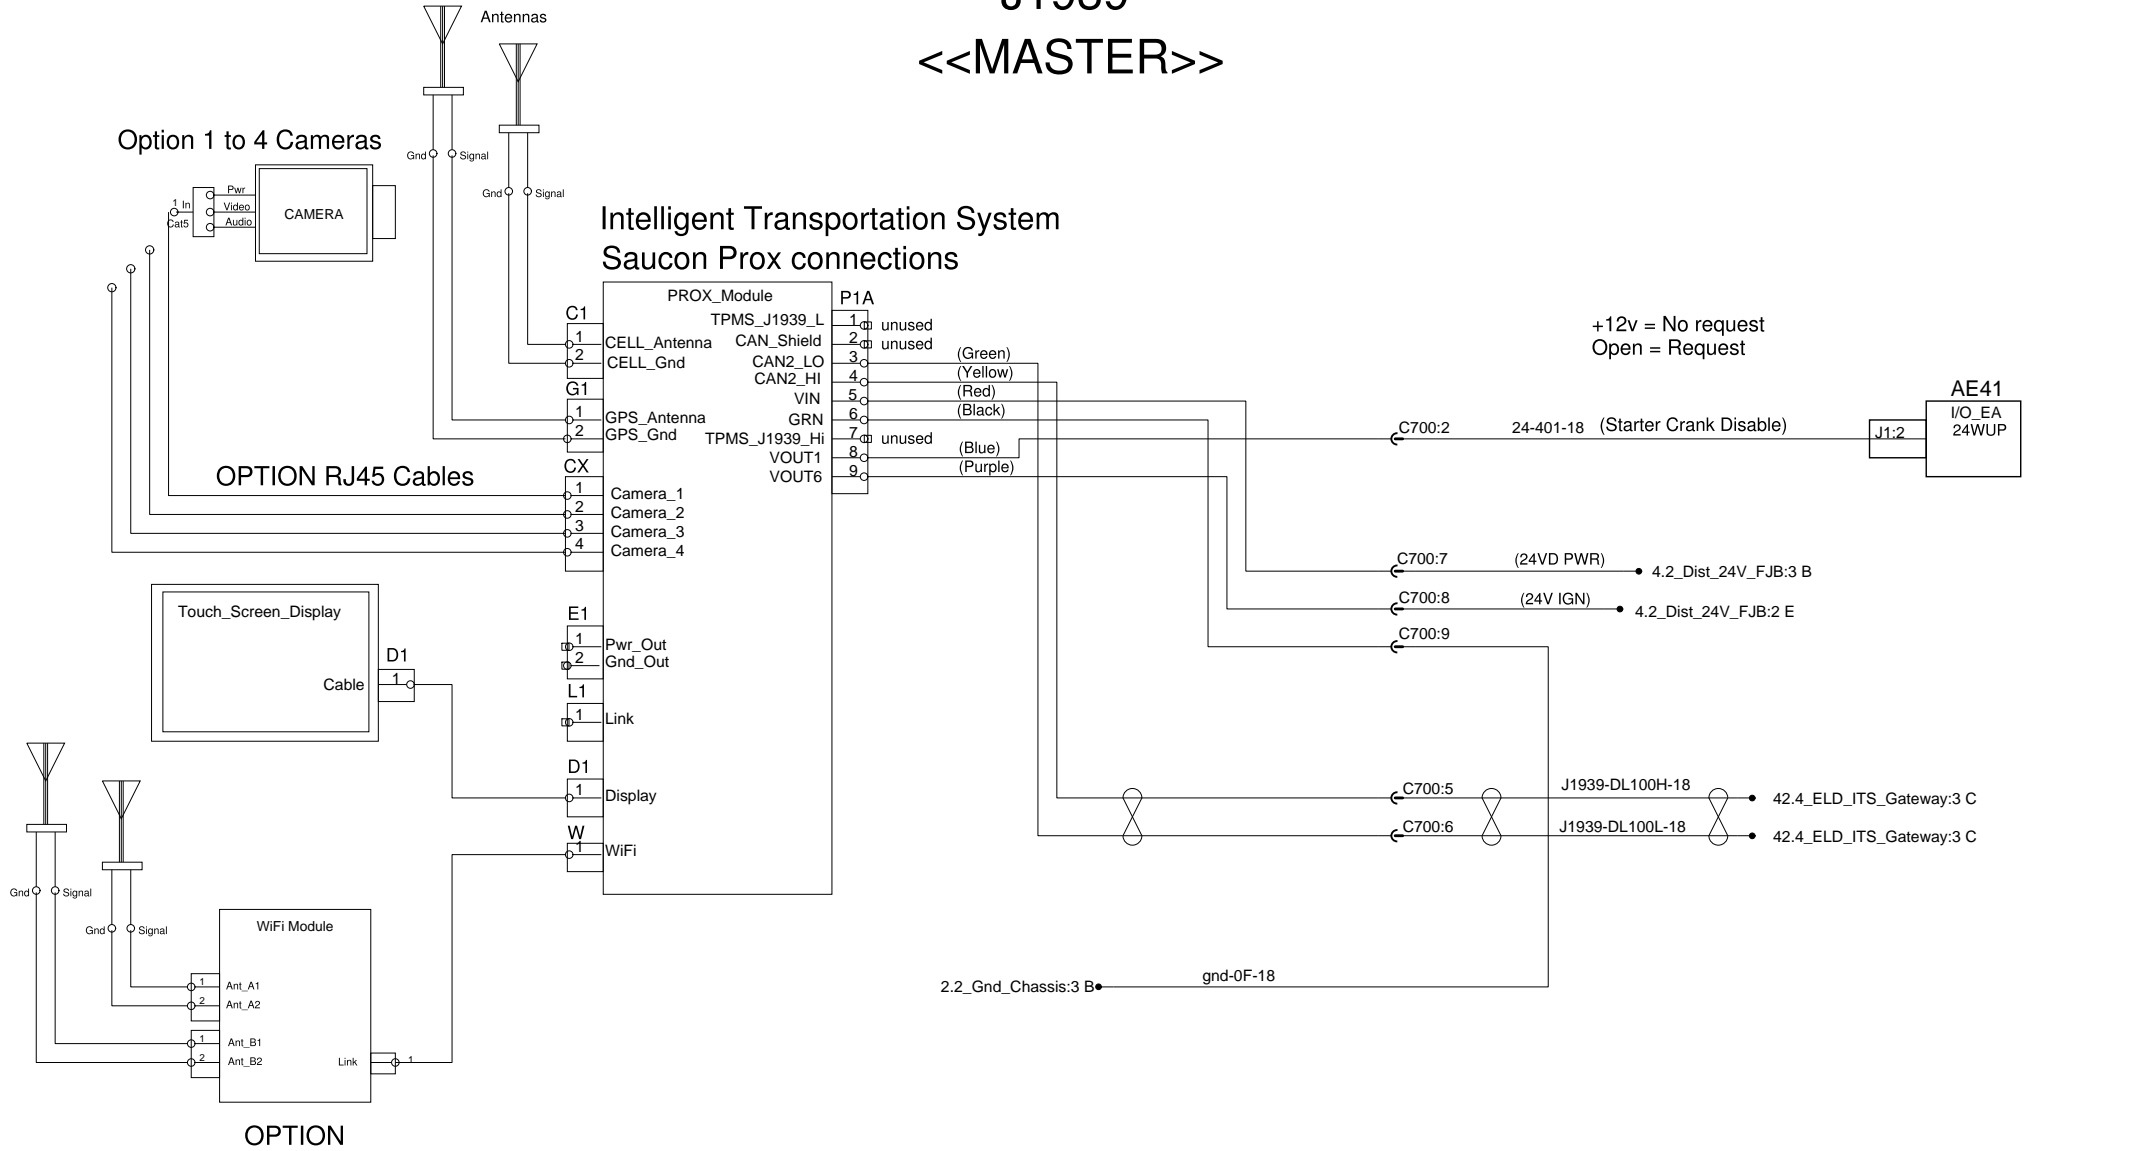 J1939
<<MASTER>>
Antennas
Option 1 to 4 Cameras
Gnd
Signal
Gnd
Signal
Pwr
1 In
Video
Cat5
Audio
CAMERA
Intelligent Transportation System
Saucon Prox connections
PROX_Module
P1A
C1
1 CELL_Antenna
2 CELL_Gnd
G1
1 GPS_Antenna
2 GPS_Gnd
CX
1 Camera_1
2 Camera_2
3 Camera_3
4 Camera_4
OPTION RJ45 Cables
TPMS_J1939_L 1 unused
CAN_Shield 2 unused
CAN2_LO 3 (Green)
CAN2_HI 4 (Yellow)
VIN 5 (Red)
GRN 6 (Black)
TPMS_J1939_Hi 7 unused
VOUT1 8 (Blue)
VOUT6 9 (Purple)
+12v = No request
Open = Request
AE41
I/O_EA
24WUP
J1:2
C700:2 24-401-18 (Starter Crank Disable)
C700:7 (24VD PWR) 4.2_Dist_24V_FJB:3 B
C700:8 (24V IGN) 4.2_Dist_24V_FJB:2 E
C700:9
Touch_Screen_Display
Cable
D1
1
E1
1 Pwr_Out
2 Gnd_Out
L1
1 Link
D1
1 Display
W
1 WiFi
C700:5 J1939-DL100H-18 42.4_ELD_ITS_Gateway:3 C
C700:6 J1939-DL100L-18 42.4_ELD_ITS_Gateway:3 C
2.2_Gnd_Chassis:3 B gnd-0F-18
Gnd
Signal
Gnd
Signal
WiFi Module
1 Ant_A1
2 Ant_A2
1 Ant_B1
2 Ant_B2
Link 1
OPTION